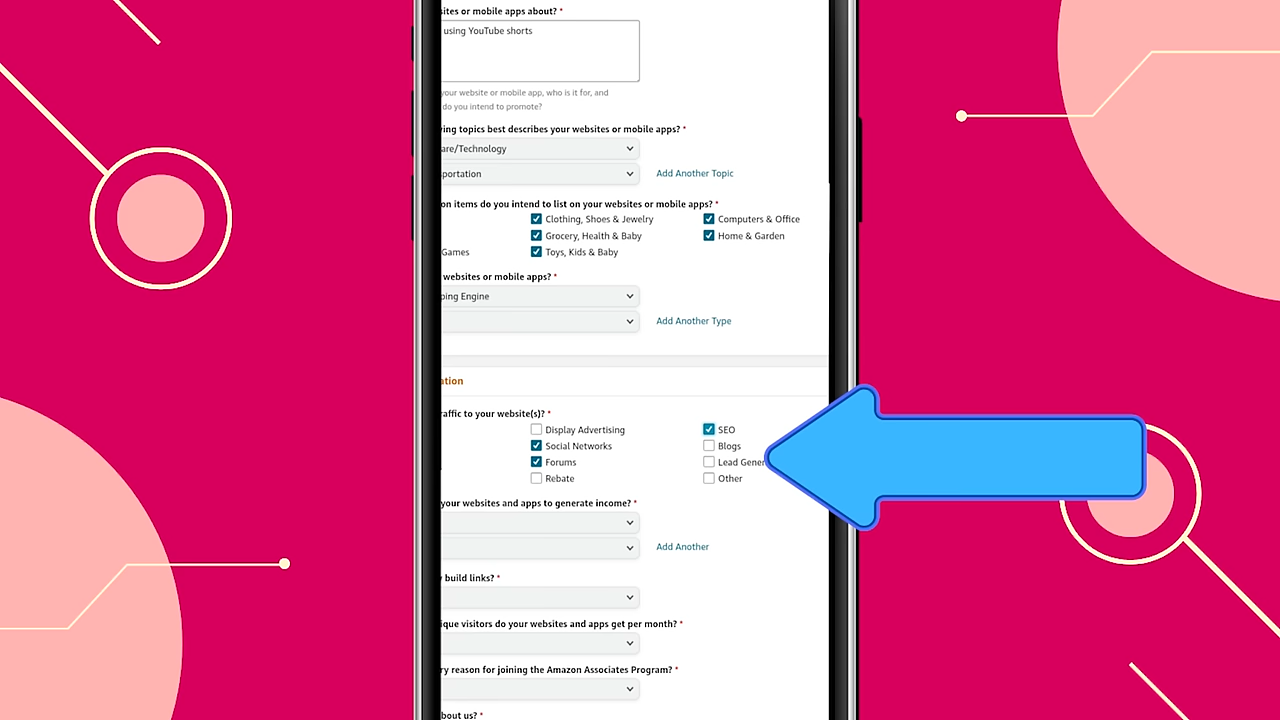 sites or mobile apps about? *
using YouTube shorts
your website or mobile app, who is it for, and
do you intend to promote?
ing topics best describes your websites or mobile apps? *
are/Technology
sportation
Add Another Topic
on items do you intend to list on your websites or mobile apps? *
Clothing, Shoes & Jewelry
Computers & Office
Grocery, Health & Baby
Home & Garden
Games
Toys, Kids & Baby
websites or mobile apps? *
ping Engine
Add Another Type
ation
raffic to your website(s)? *
Display Advertising
SEO
Social Networks
Blogs
Forums
Lead Gener
Rebate
Other
your websites and apps to generate income? *
Add Another
build links? *
ique visitors do your websites and apps get per month? *
ry reason for joining the Amazon Associates Program? *
bout us? *